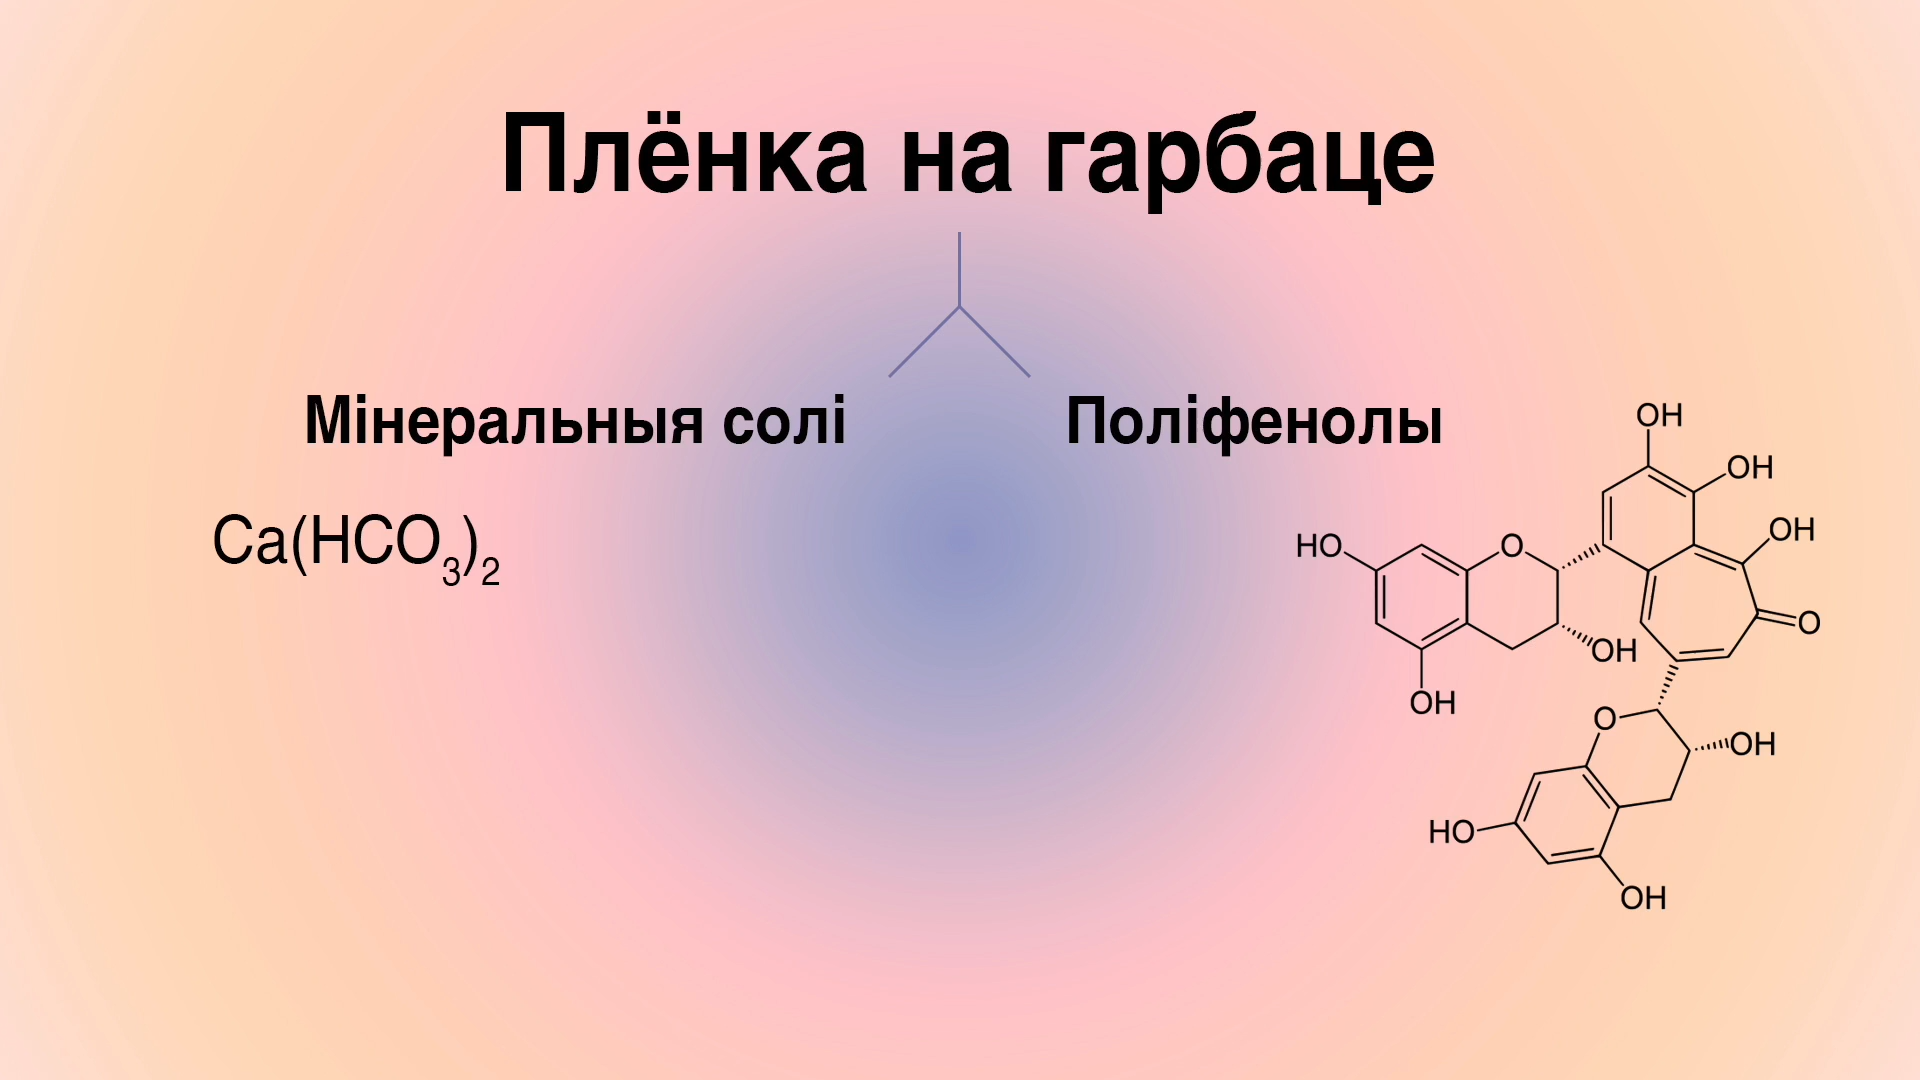 Плёнка на гарбаце
Мінеральныя солі
Поліфенолы
Ca(HCO₃)₂
OH
OH
OH
HO
O
O
OH
OH
O
OH
HO
OH